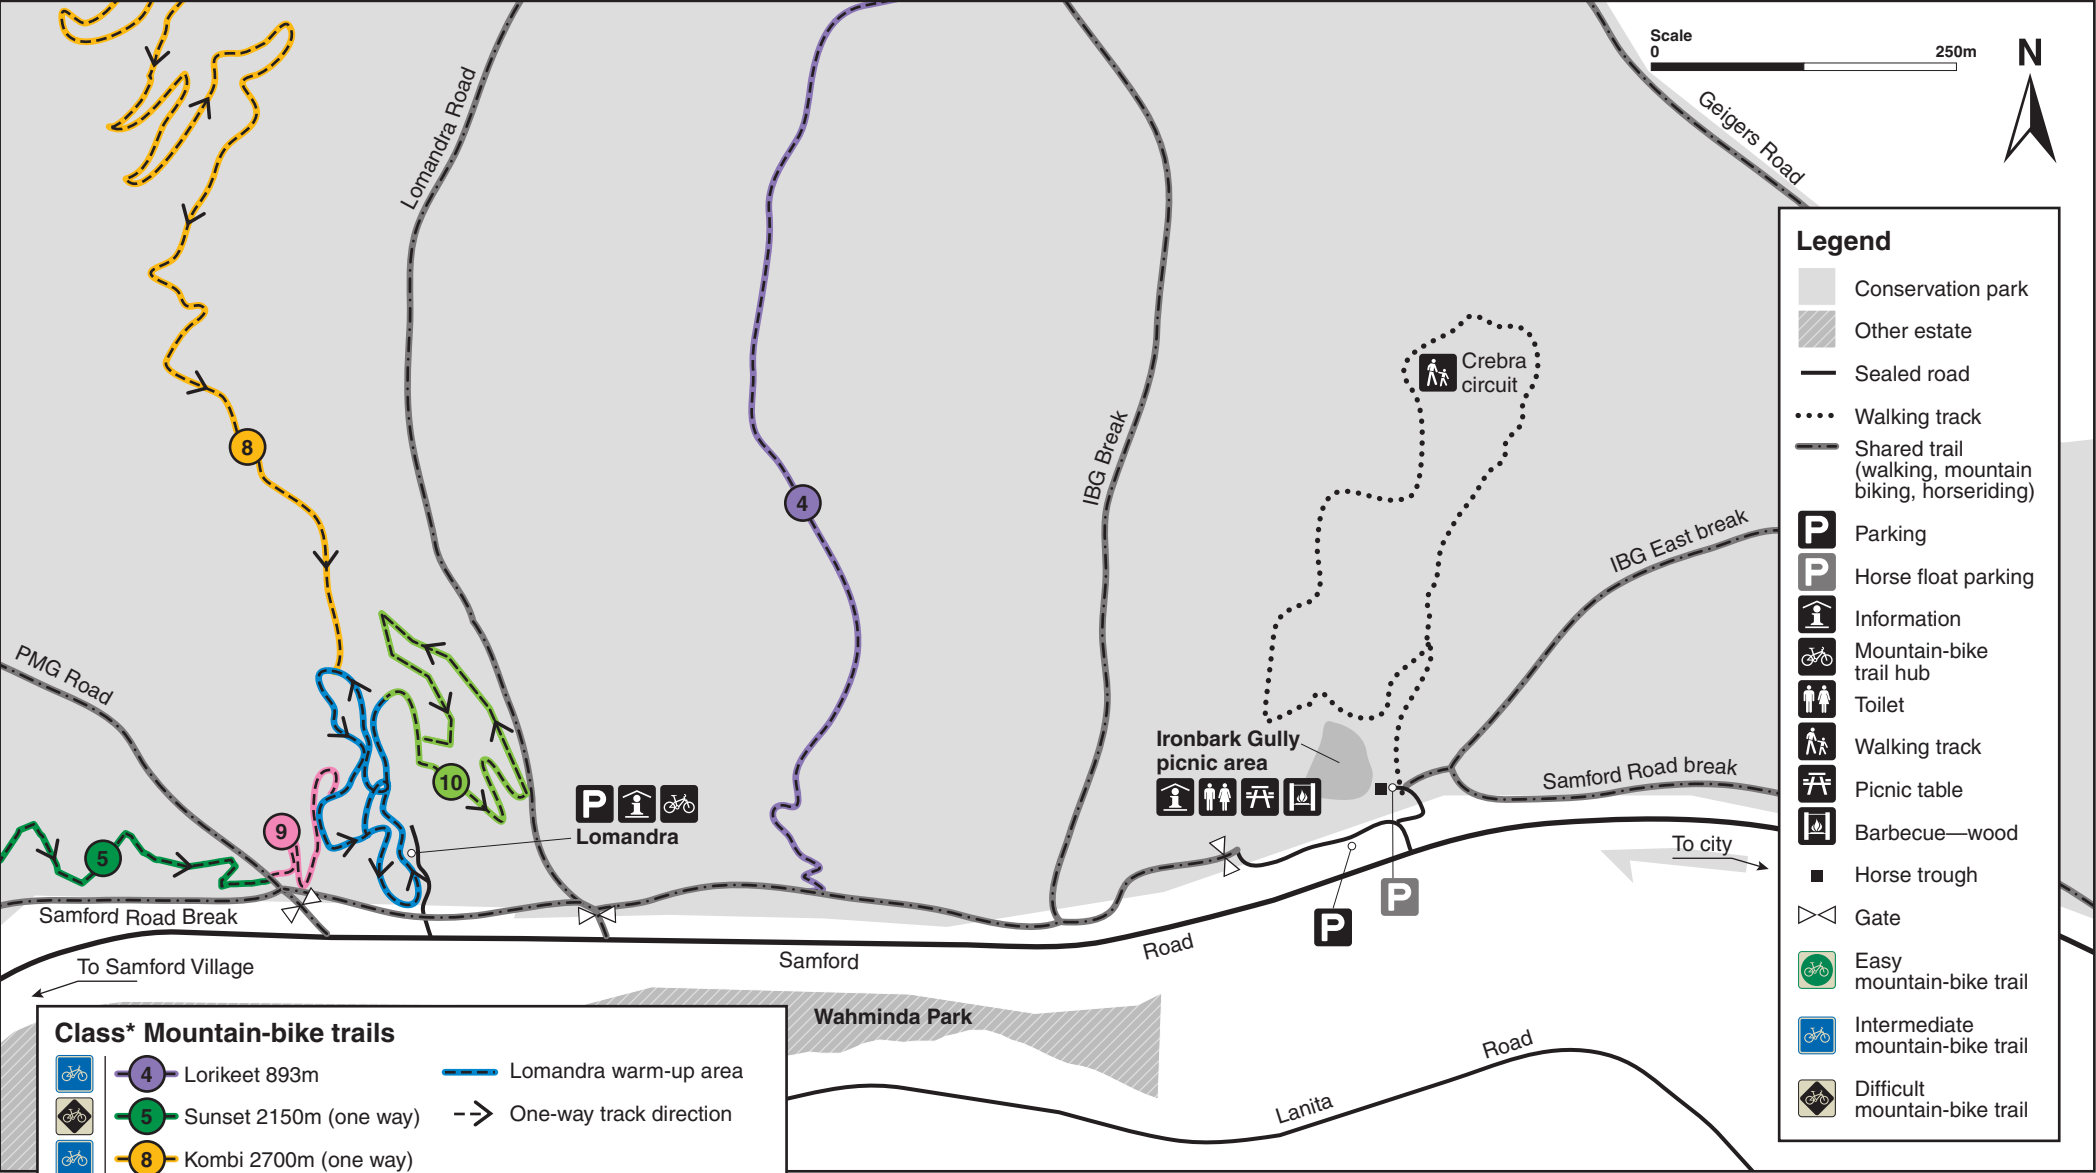 Scale
0 250m
N
Geigers Road
Lomandra Road
IBG Break
Crebra
circuit
8
4
IBG East break
PMG Road
Ironbark Gully
picnic area
Samford Road break
10
P
Lomandra
9
5
To city
Samford Road Break
P
P
Road
Samford
To Samford Village
Wahminda Park
Road
Lanita
Legend
Conservation park
Other estate
Sealed road
Walking track
Shared trail
(walking, mountain
biking, horseriding)
P Parking
P Horse float parking
Information
Mountain-bike
trail hub
Toilet
Walking track
Picnic table
Barbecue—wood
Horse trough
Gate
Easy
mountain-bike trail
Intermediate
mountain-bike trail
Difficult
mountain-bike trail
Class* Mountain-bike trails
4 Lorikeet 893m
5 Sunset 2150m (one way)
8 Kombi 2700m (one way)
Lomandra warm-up area
One-way track direction